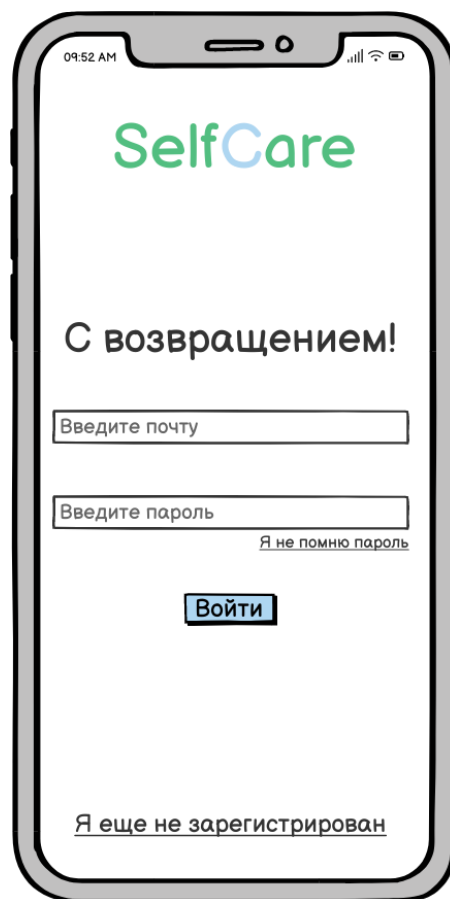 09:52 AM
SelfCare
С возвращением!
Введите почту
Введите пароль
Я не помню пароль
Войти
Я еще не зарегистрирован